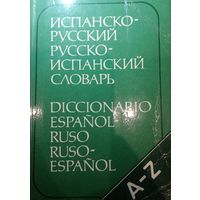 ИСПАНСКО-
РУССКИЙ
РУССКО-
ИСПАНСКИЙ
СЛОВАРЬ
DICCIONARIO
ESPAÑOL-
RUSO
RUSO-
ESPAÑOL
A-Z